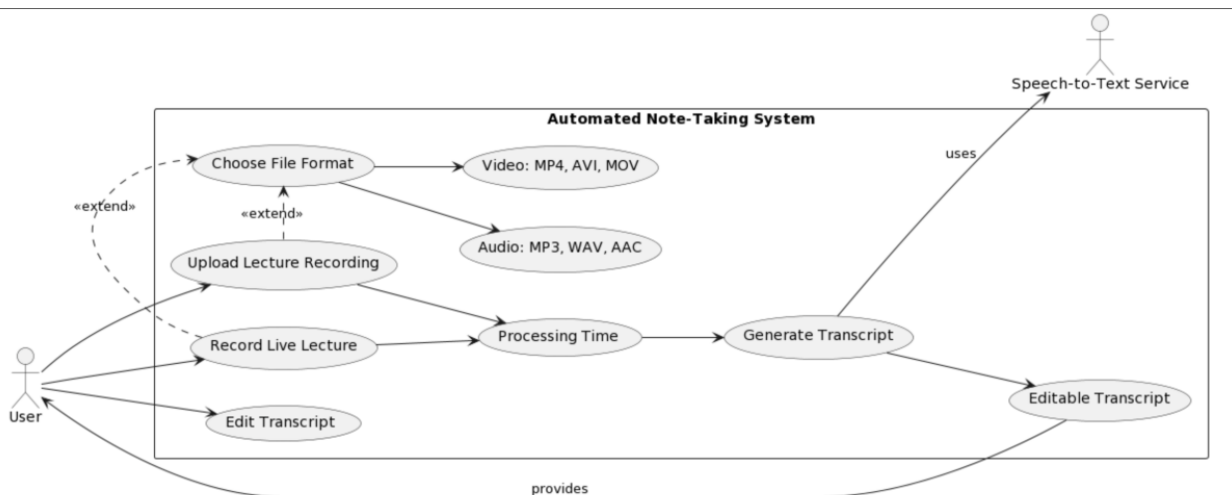 Speech-to-Text Service
Automated Note-Taking System
Choose File Format
Video: MP4, AVI, MOV
uses
«extend»
«extend»
Audio: MP3, WAV, AAC
Upload Lecture Recording
Processing Time
Generate Transcript
Record Live Lecture
Editable Transcript
User
Edit Transcript
provides